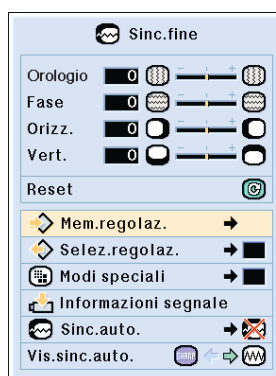 Sinc.fine
Orologio 0
Fase 0
Orizz. 0
Vert. 0
Reset
Mem.regolaz.
Selez.regolaz.
Modi speciali
Informazioni segnale
Sinc.auto.
Vis.sinc.auto. SHARP